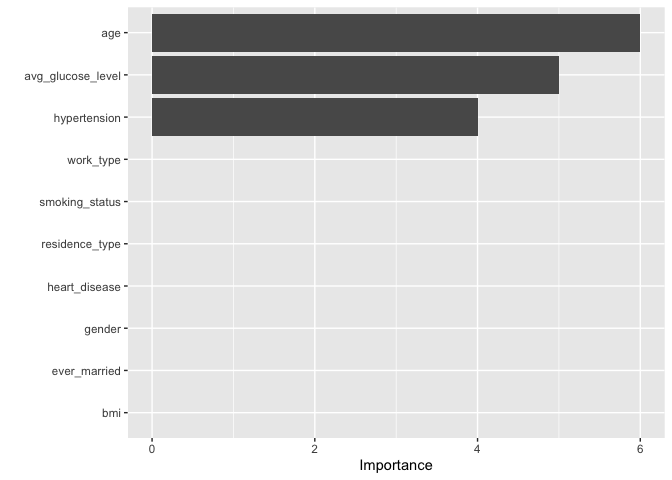 age
avg_glucose_level
hypertension
work_type
smoking_status
residence_type
heart_disease
gender
ever_married
bmi
0 2 4 6
Importance